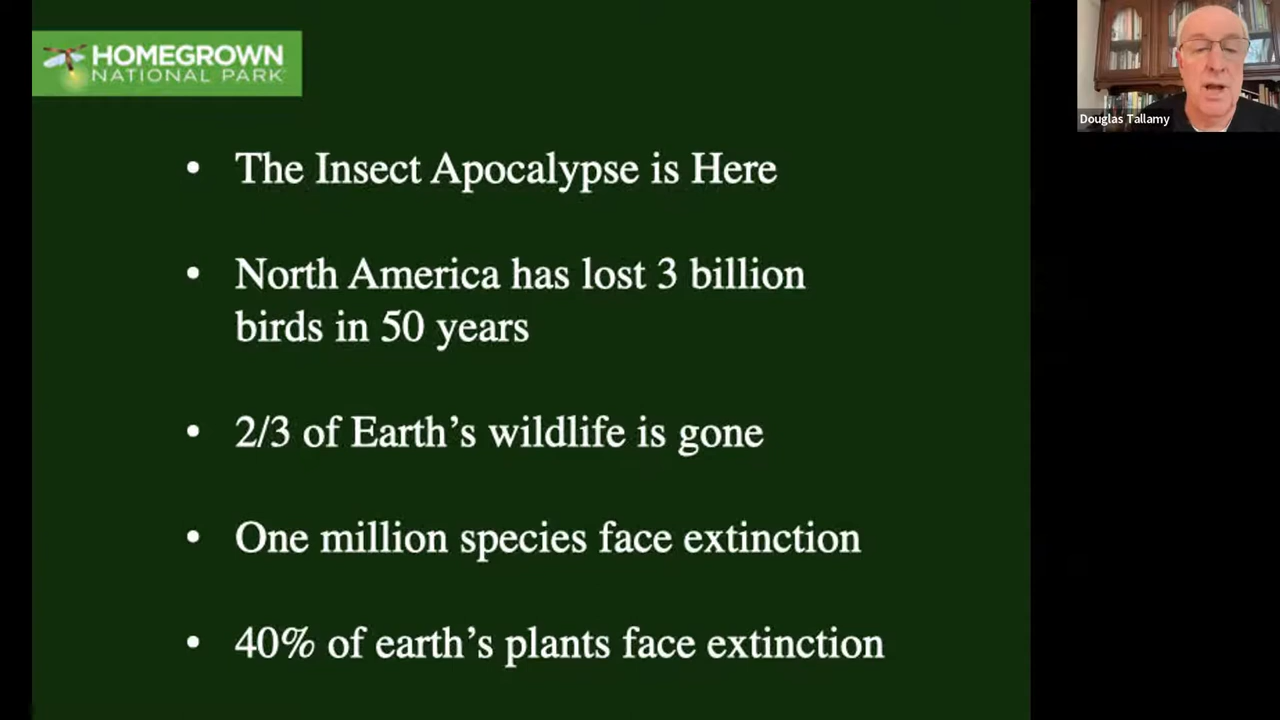 HOMEGROWN
NATIONAL PARK
Douglas Tallamy
• The Insect Apocalypse is Here
• North America has lost 3 billion
birds in 50 years
• 2/3 of Earth’s wildlife is gone
• One million species face extinction
• 40% of earth’s plants face extinction